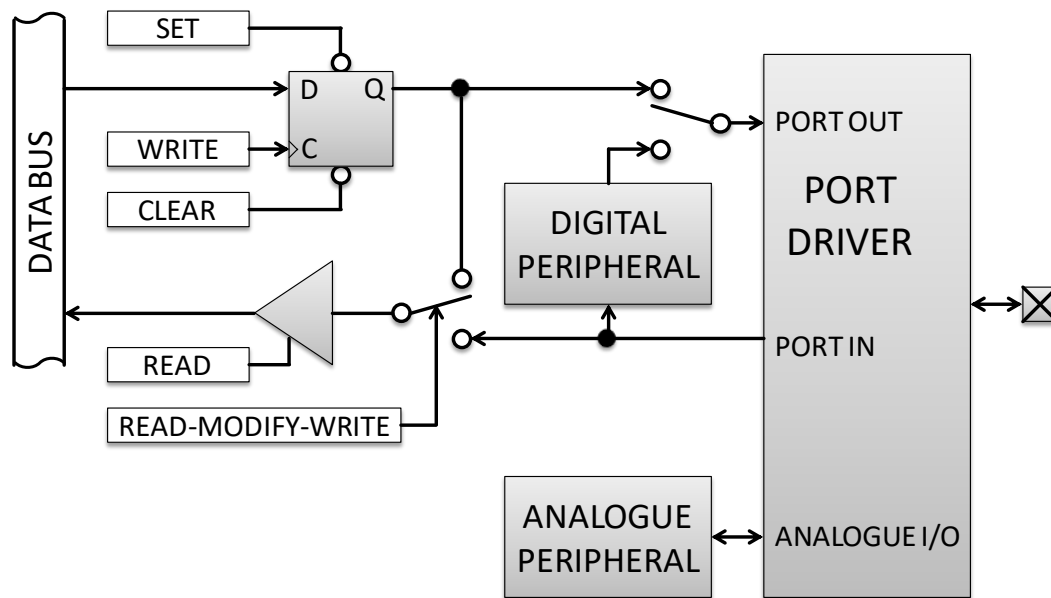 SET
D
Q
DATA BUS
WRITE
C
CLEAR
PORT OUT
PORT
DRIVER
DIGITAL
PERIPHERAL
PORT IN
READ
READ-MODIFY-WRITE
ANALOGUE
PERIPHERAL
ANALOGUE I/O